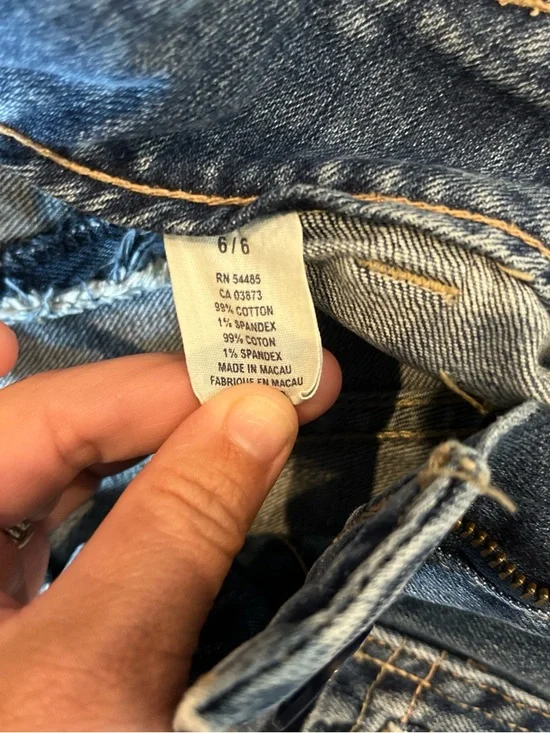 6/6
RN 54485
CA 03873
99% COTTON
1% SPANDEX
99% COTON
1% SPANDEX
MADE IN MACAU
FABRIQUE EN MACAU